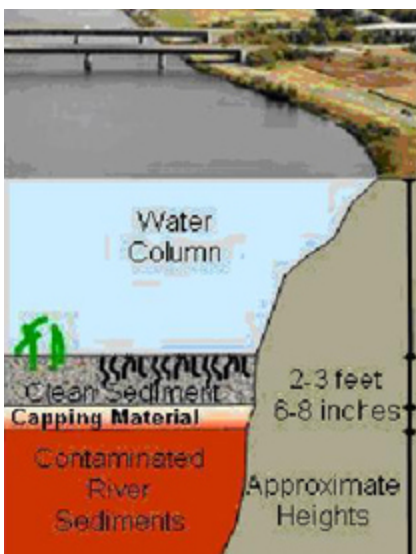 Water
Column
Clean Sediment
2-3 feet
Capping Material
6-8 inches
Contaminated
River
Sediments
Approximate
Heights